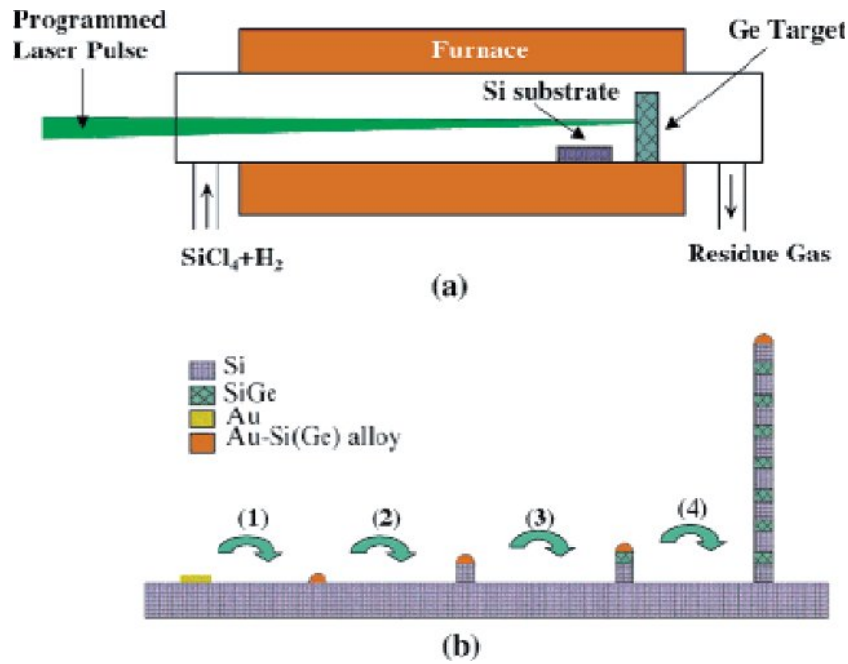 Programmed
Laser Pulse
Furnace
Ge Target
Si substrate
SiCl₄+H₂
Residue Gas
(a)
Si
SiGe
Au
Au-Si(Ge) alloy
(1)
(2)
(3)
(4)
(b)